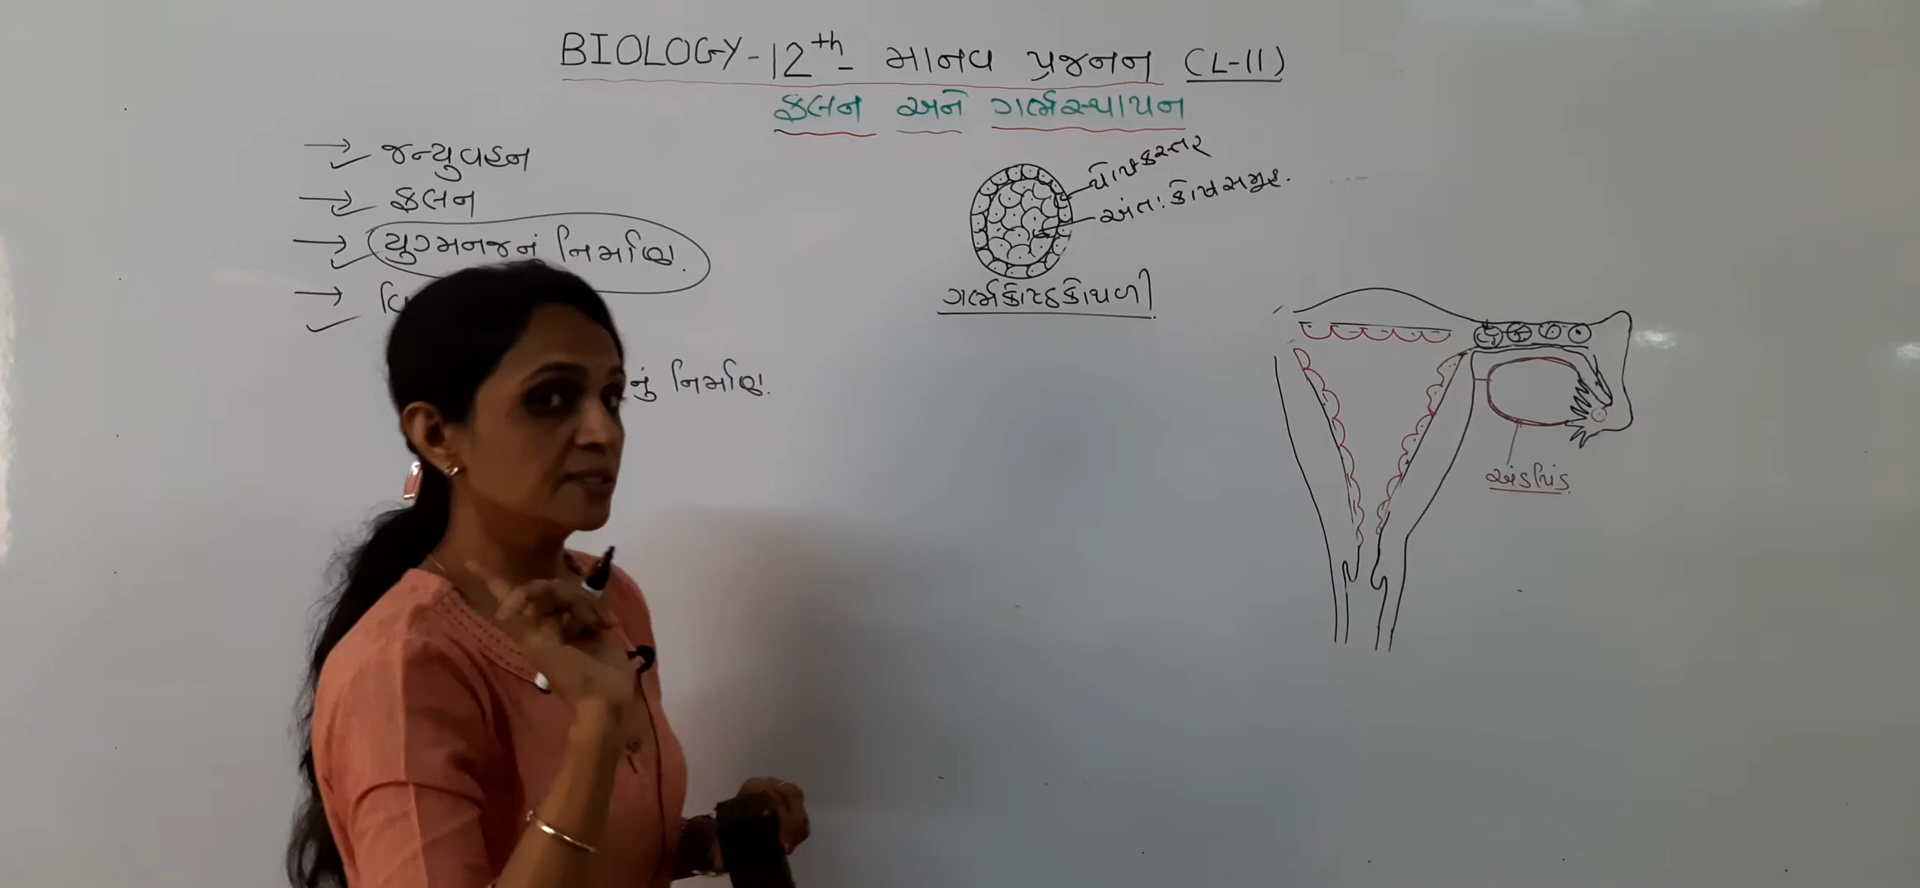 BIOLOGY-12th- માનવ પ્રજનન (L-11)
ફલન અને ગર્ભસ્થાપન
→ જન્યુવહન
→ ફલન
→ યુગ્મનજનું નિર્માણ.
→
નું નિર્માણ.
પોષકસ્તર
અંતઃકોષસમૂહ.
ગર્ભકોષ્ઠકોથળી
અંડપિંડ